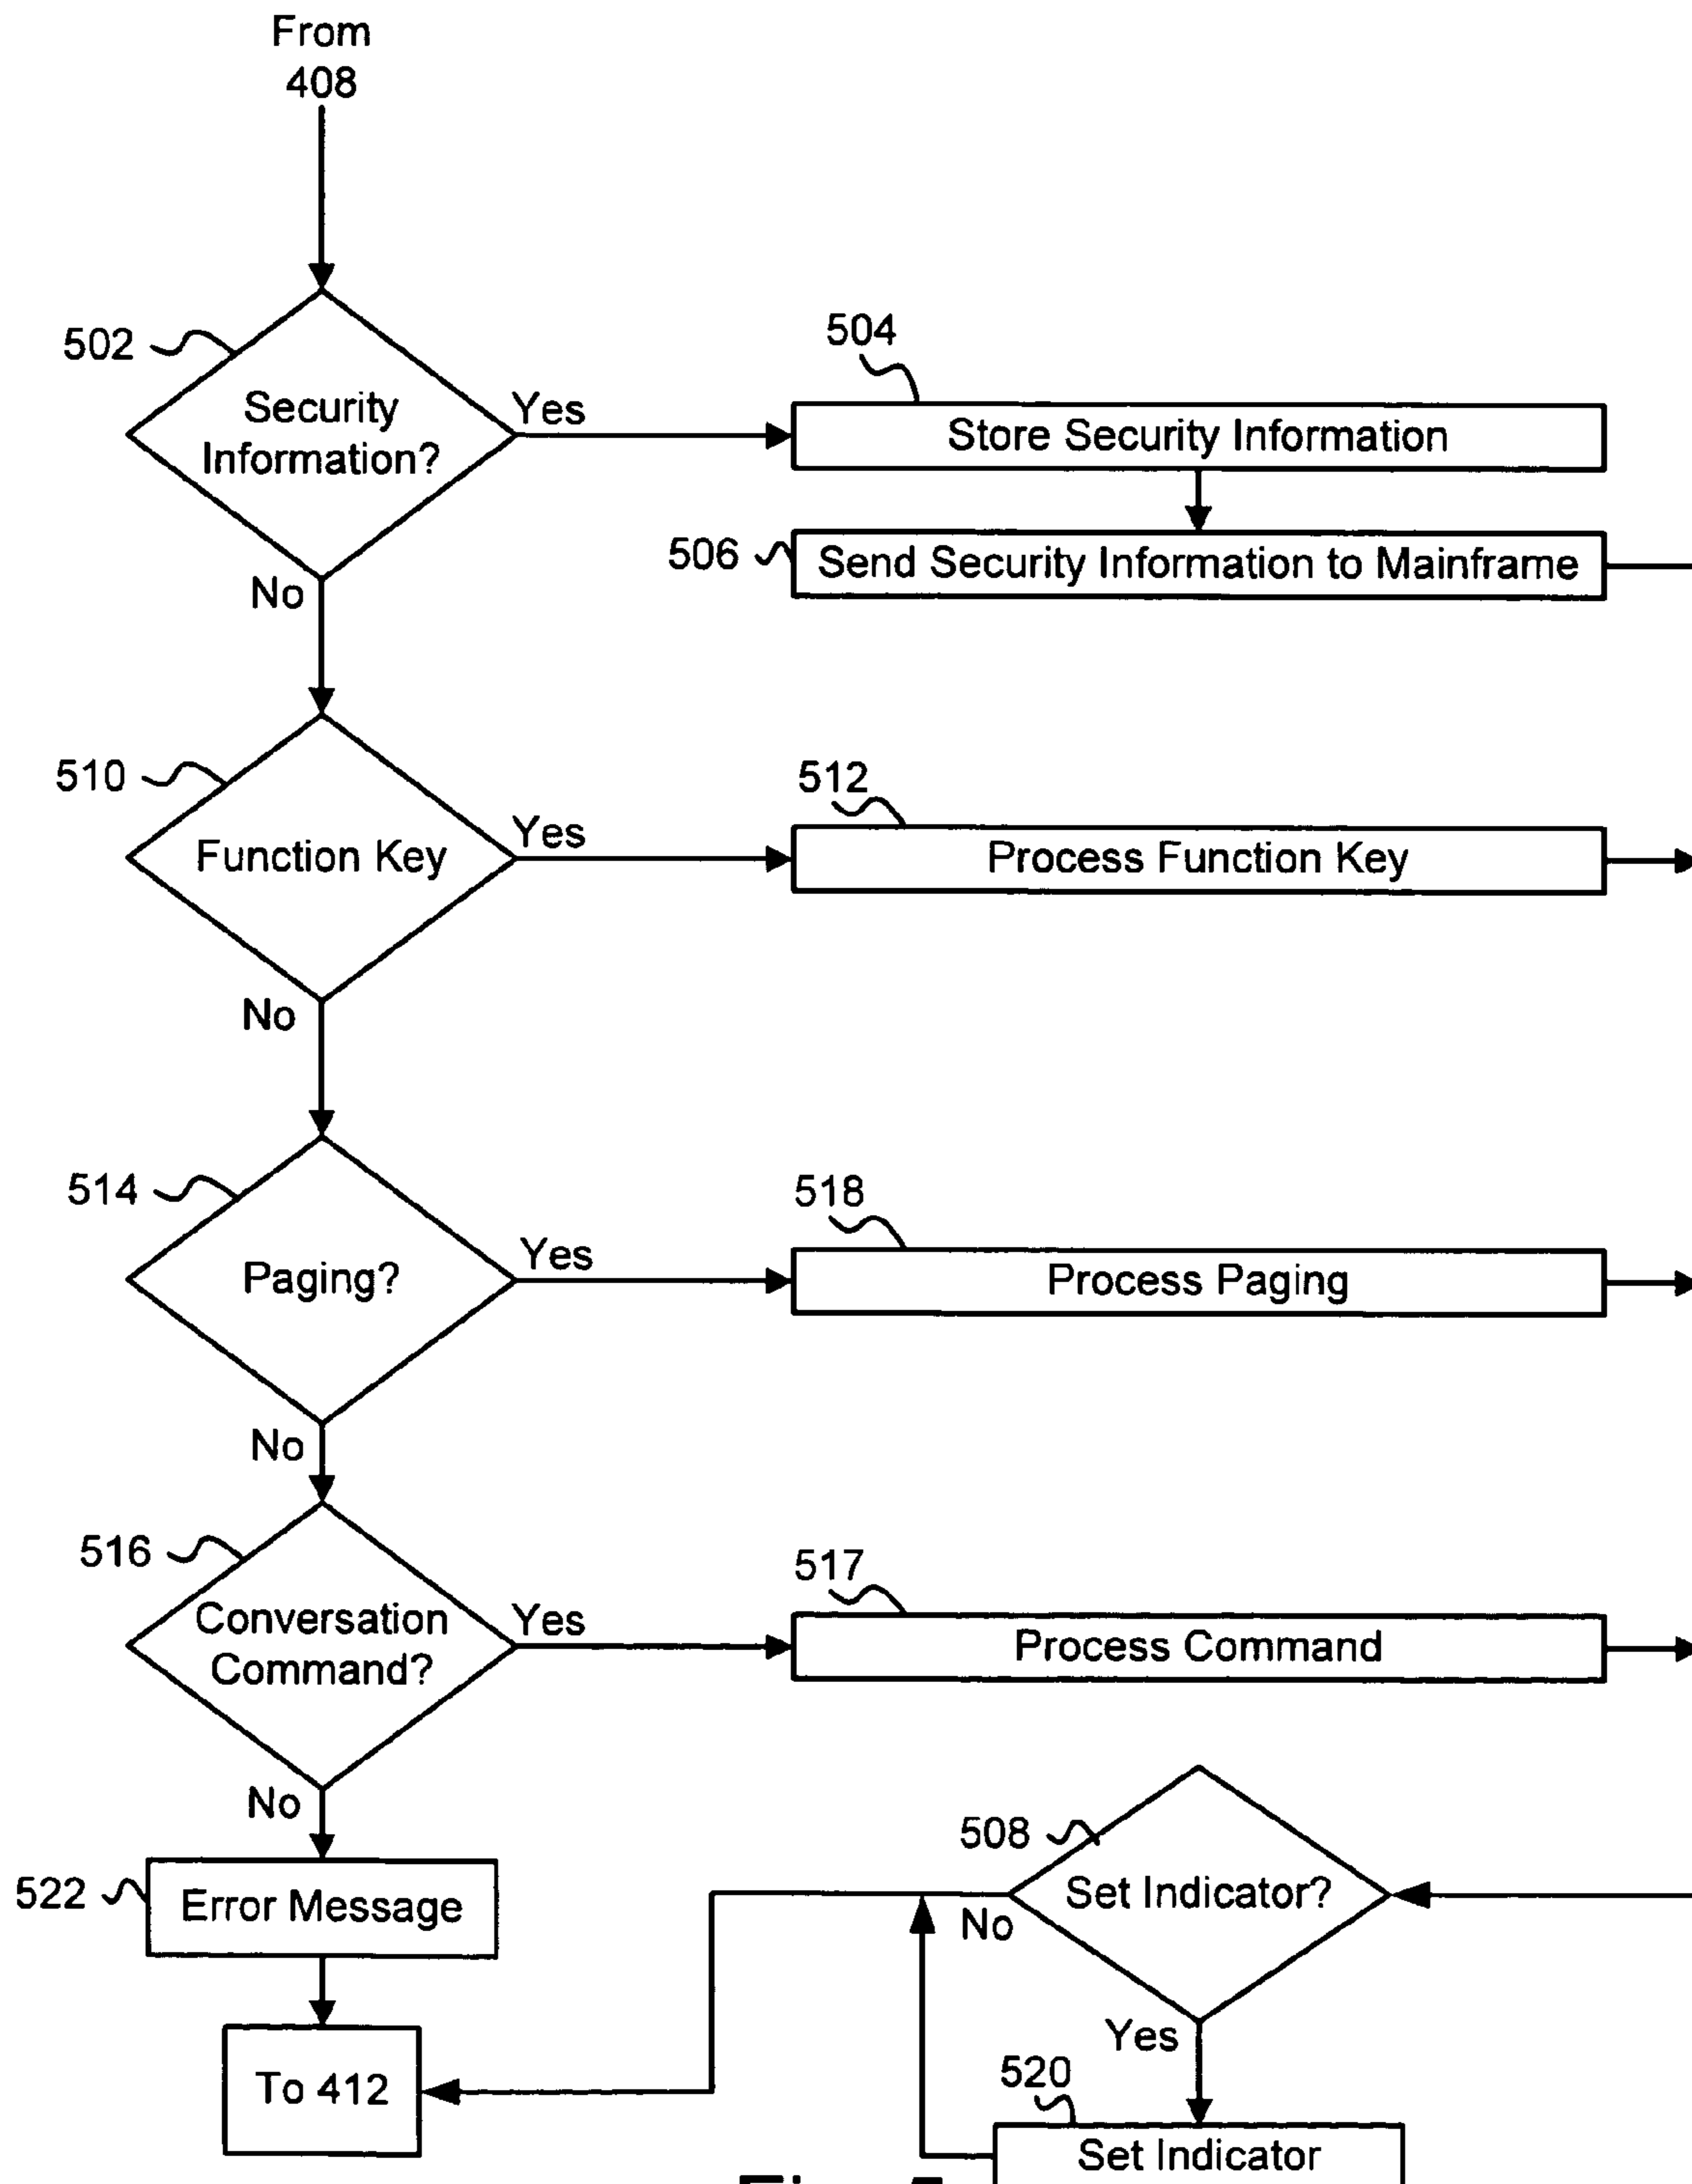 From
408
502
Security
Information?
Yes
504
Store Security Information
506
Send Security Information to Mainframe
No
510
Function Key
Yes
512
Process Function Key
No
514
Paging?
Yes
518
Process Paging
No
516
Conversation
Command?
Yes
517
Process Command
No
522
Error Message
508
Set Indicator?
No
Yes
To 412
520
Set Indicator